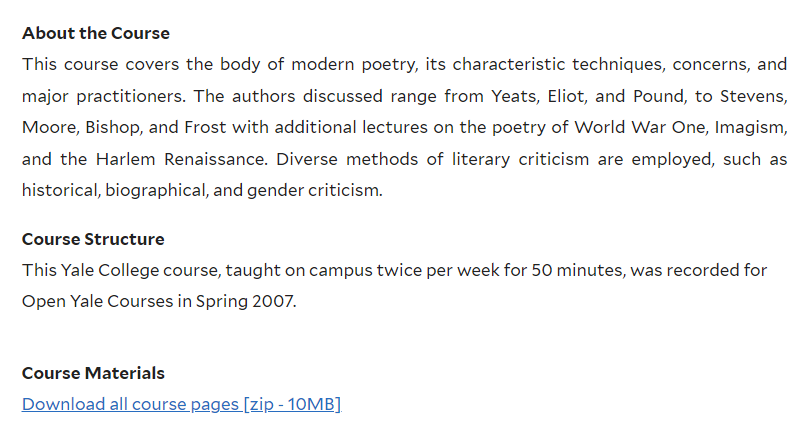 About the Course
This course covers the body of modern poetry, its characteristic techniques, concerns, and
major practitioners. The authors discussed range from Yeats, Eliot, and Pound, to Stevens,
Moore, Bishop, and Frost with additional lectures on the poetry of World War One, Imagism,
and the Harlem Renaissance. Diverse methods of literary criticism are employed, such as
historical, biographical, and gender criticism.
Course Structure
This Yale College course, taught on campus twice per week for 50 minutes, was recorded for
Open Yale Courses in Spring 2007.
Course Materials
Download all course pages [zip - 10MB]